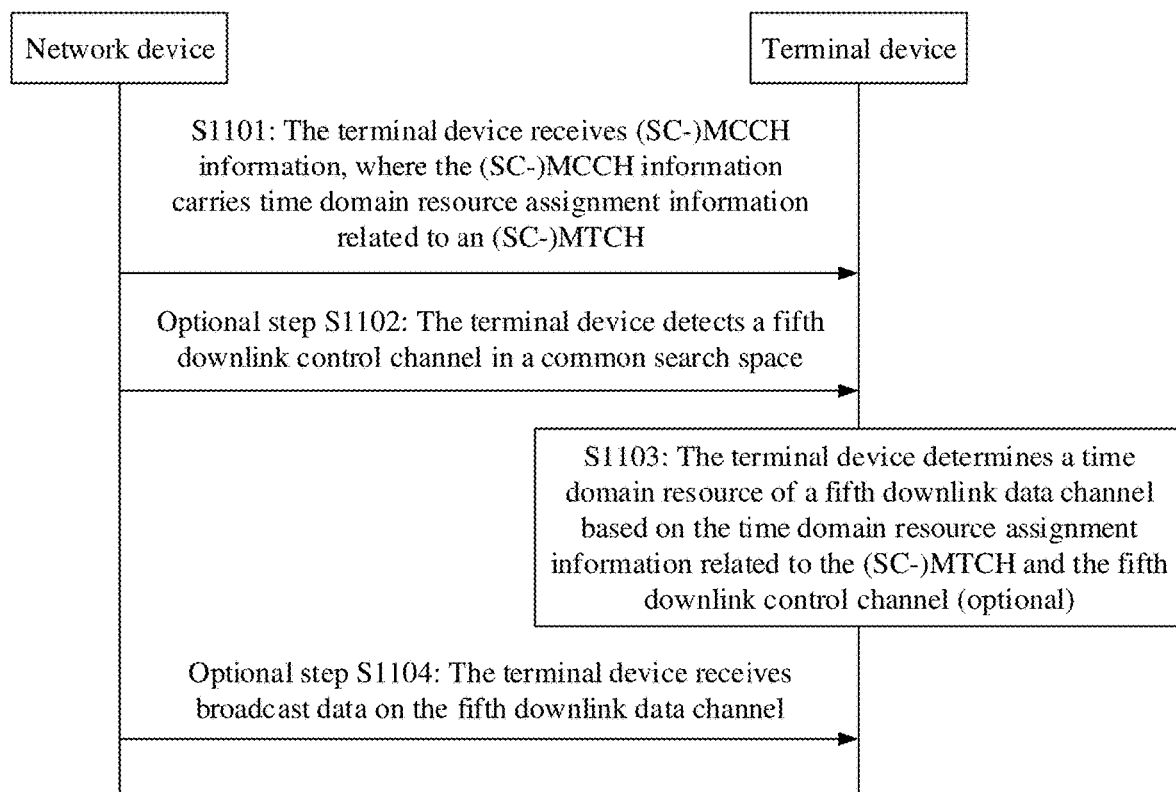 Network device
Terminal device
S1101: The terminal device receives (SC-)MCCH
information, where the (SC-)MCCH information
carries time domain resource assignment information
related to an (SC-)MTCH
Optional step S1102: The terminal device detects a fifth
downlink control channel in a common search space
S1103: The terminal device determines a time
domain resource of a fifth downlink data channel
based on the time domain resource assignment
information related to the (SC-)MTCH and the fifth
downlink control channel (optional)
Optional step S1104: The terminal device receives
broadcast data on the fifth downlink data channel